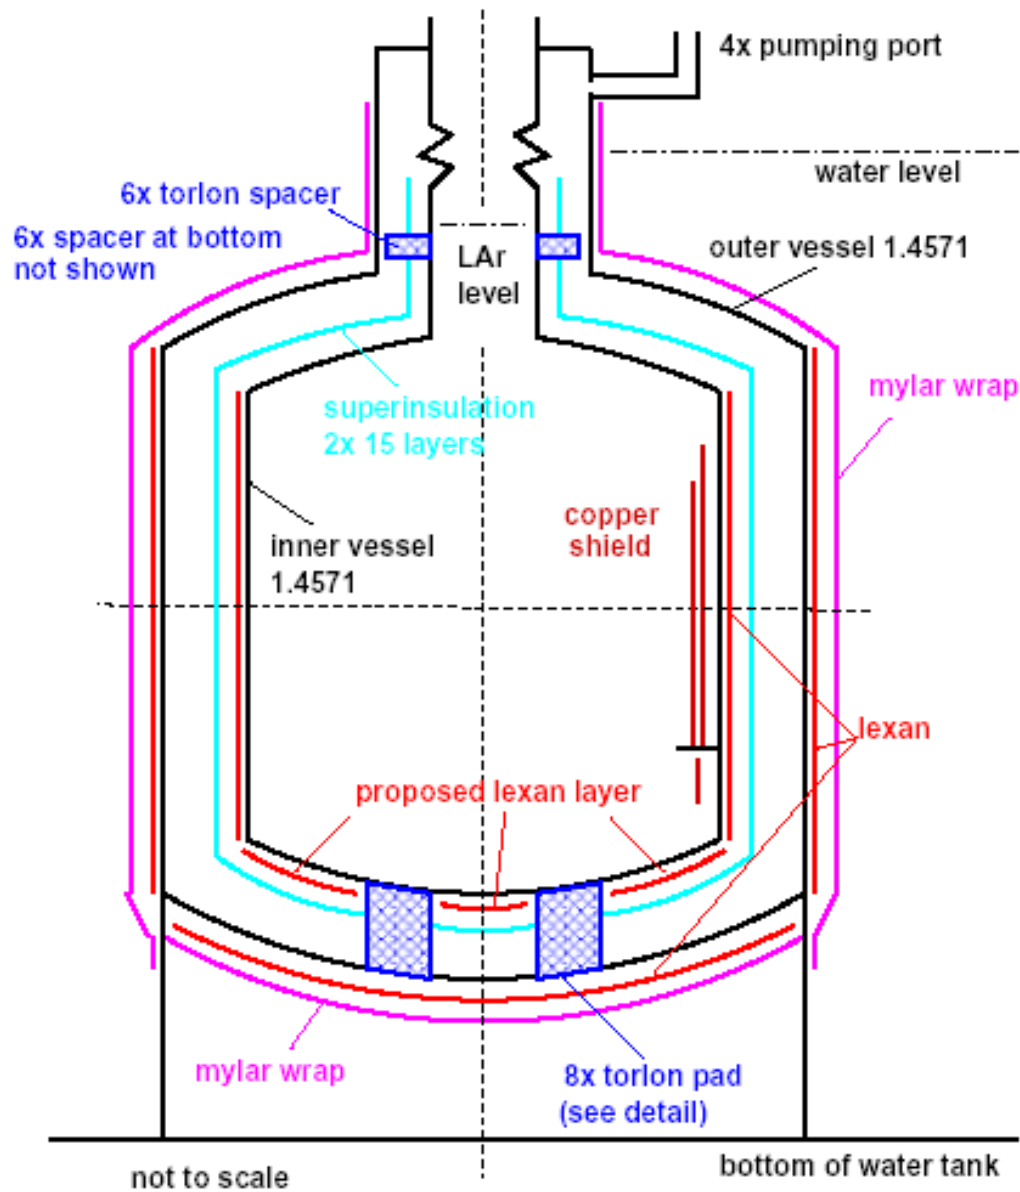 4x pumping port
water level
6x torlon spacer
6x spacer at bottom
not shown
LAr
level
outer vessel 1.4571
mylar wrap
superinsulation
2x 15 layers
copper
shield
inner vessel
1.4571
lexan
proposed lexan layer
mylar wrap
8x torlon pad
(see detail)
not to scale
bottom of water tank